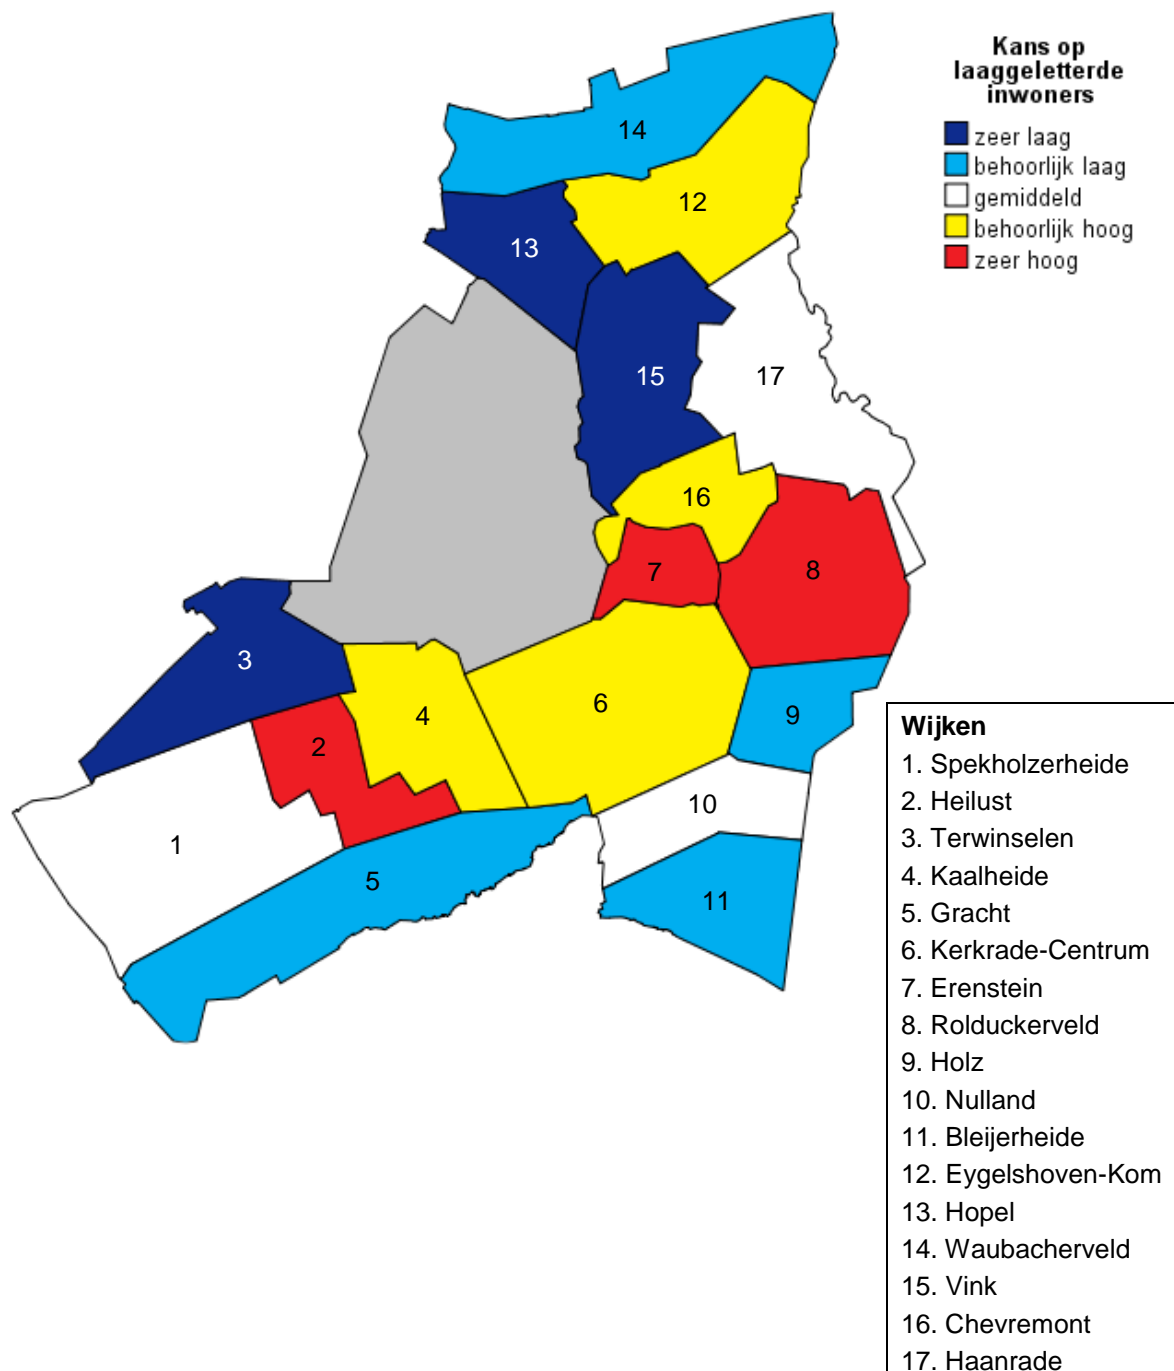 Kans op
laaggeletterde
inwoners
zeer laag
behoorlijk laag
gemiddeld
behoorlijk hoog
zeer hoog
14
12
13
15
17
16
7
8
3
6
4
9
2
10
1
5
11
Wijken
1. Spekholzerheide
2. Heilust
3. Terwinselen
4. Kaalheide
5. Gracht
6. Kerkrade-Centrum
7. Erenstein
8. Rolduckerveld
9. Holz
10. Nulland
11. Bleijerheide
12. Eygelshoven-Kom
13. Hopel
14. Waubacherveld
15. Vink
16. Chevremont
17. Haanrade